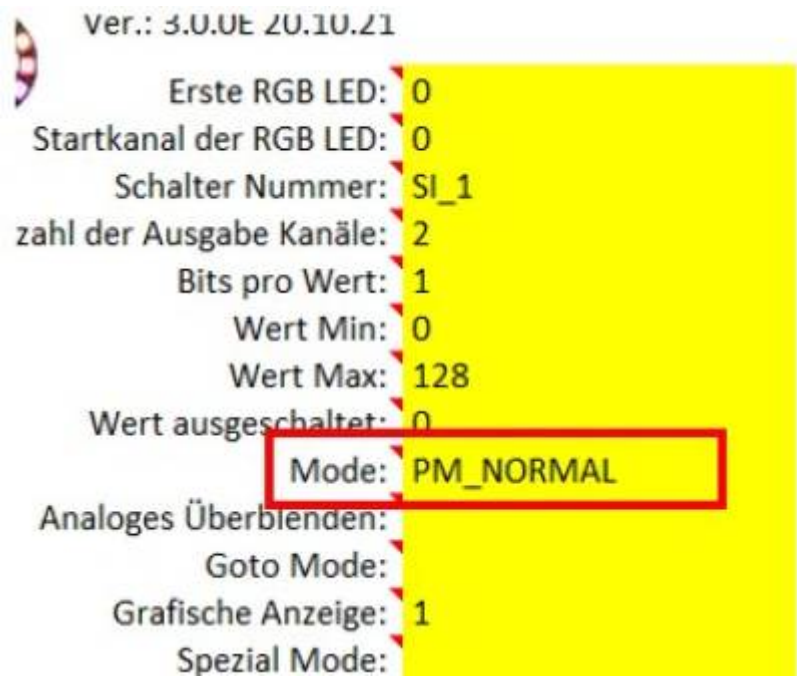 Ver.: 3.0.0E 20.10.21
Erste RGB LED: 0
Startkanal der RGB LED: 0
Schalter Nummer: SI_1
zahl der Ausgabe Kanäle: 2
Bits pro Wert: 1
Wert Min: 0
Wert Max: 128
Wert ausgeschaltet: 0
Mode: PM_NORMAL
Analoges Überblenden:
Goto Mode:
Grafische Anzeige: 1
Spezial Mode: